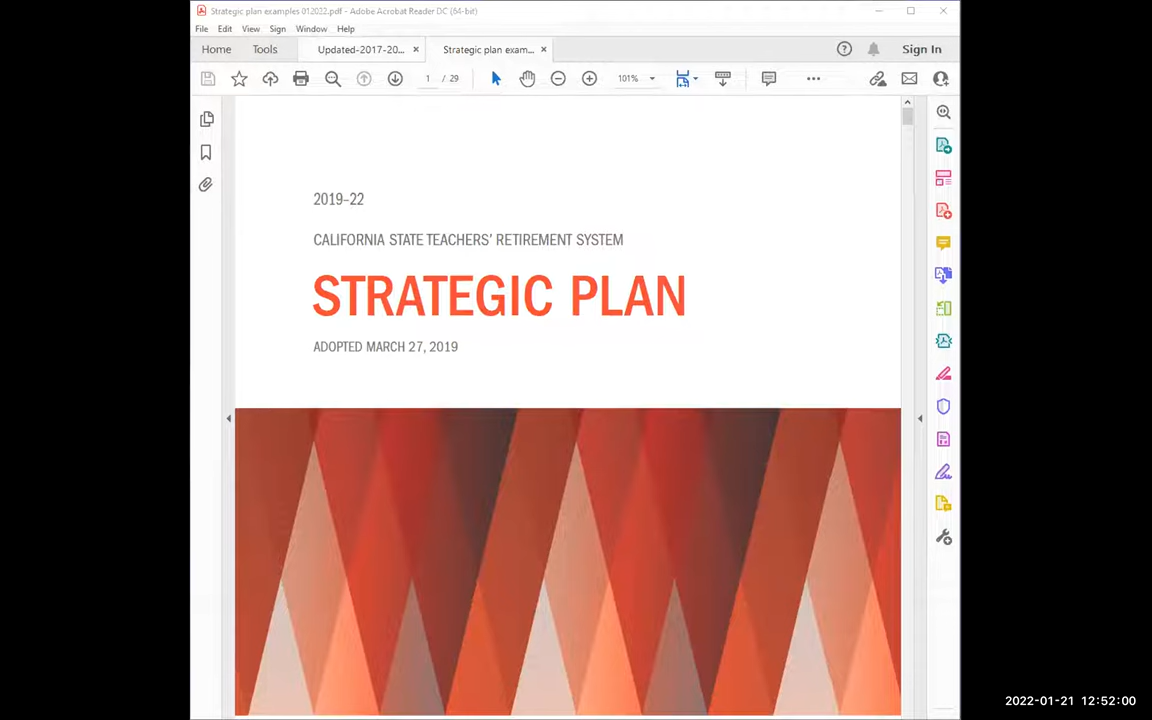 Strategic plan examples 012022.pdf - Adobe Acrobat Reader DC (64-bit)
File Edit View Sign Window Help
Home Tools Updated-2017-20... × Strategic plan exam... × Sign In
1 / 29 101%
2019–22
CALIFORNIA STATE TEACHERS’ RETIREMENT SYSTEM
STRATEGIC PLAN
ADOPTED MARCH 27, 2019
2022-01-21 12:52:00